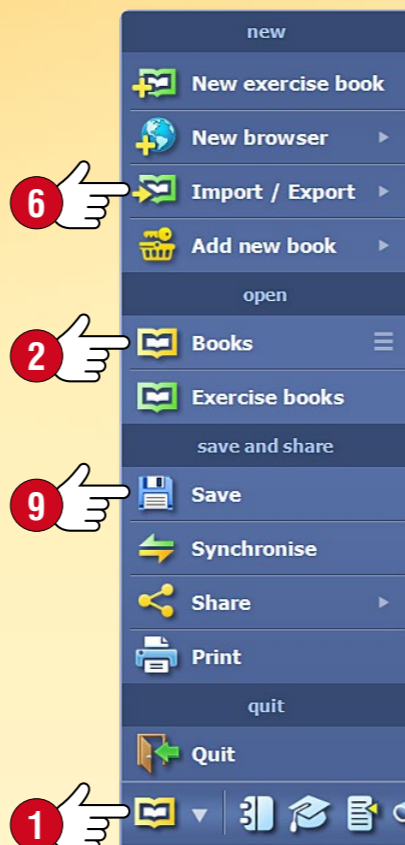 new
New exercise book
New browser
6
Import / Export
Add new book
open
2
Books
Exercise books
save and share
9
Save
Synchronise
Share
Print
quit
Quit
1